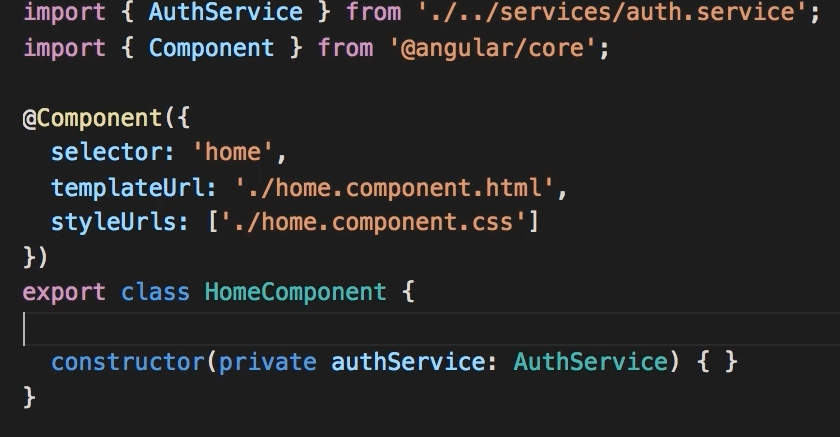 import { AuthService } from './../services/auth.service';
import { Component } from '@angular/core';

@Component({
  selector: 'home',
  templateUrl: './home.component.html',
  styleUrls: ['./home.component.css']
})
export class HomeComponent {

  constructor(private authService: AuthService) { }
}